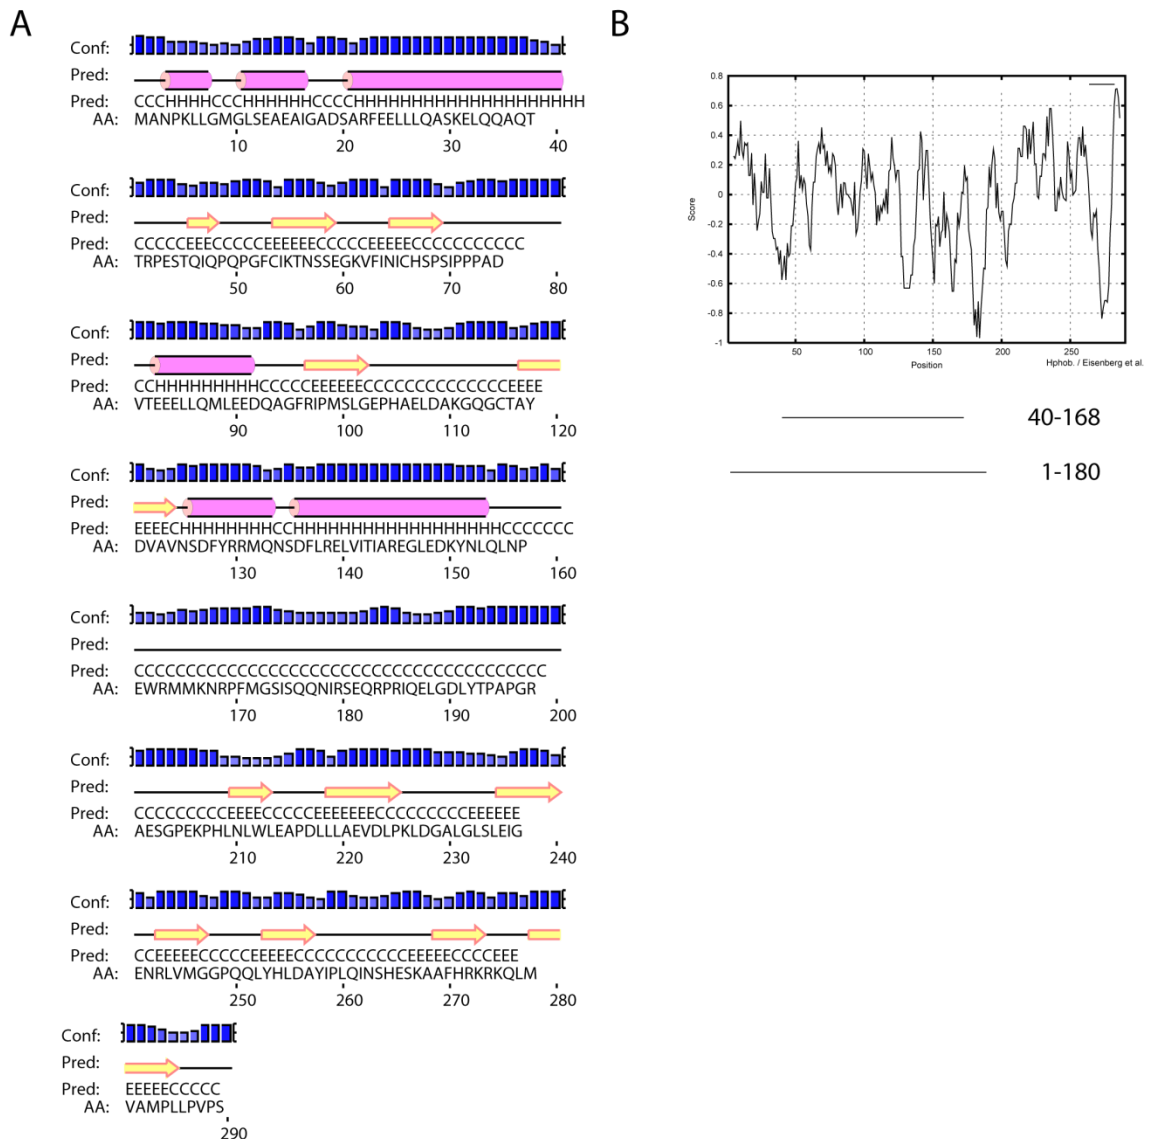 A
Conf:
Pred:
Pred: CCCHHHHCCCHHHHHHCCCCHHHHHHHHHHHHHHHHHHHH
AA: MANPKLLGMGLSEAEAIGADSARFEELLLQASKELQQAQT
10 20 30 40
Conf:
Pred:
Pred: CCCCCEEECCCCCEEEEEECCCCCEEEEECCCCCCCCCCC
AA: TRPESTQIQPQPGFCIKTNSSEGKVFINICHSPSIPPPAD
50 60 70 80
Conf:
Pred:
Pred: CCHHHHHHHHHCCCCCEEEEEECCCCCCCCCCCCCCEEEE
AA: VTEEELLQMLEEDQAGFRIPMSLGEPHAELDAKGQGCTAY
90 100 110 120
Conf:
Pred:
Pred: EEEECHHHHHHHHCCHHHHHHHHHHHHHHHHHHCCCCCCC
AA: DVAVNSDFYRRMQNSDFLRELVITIAREGLEDKYNLQLNP
130 140 150 160
Conf:
Pred:
Pred: CCCCCCCCCCCCCCCCCCCCCCCCCCCCCCCCCCCCCCCC
AA: EWRMMKNRPFMGSISQQNIRSEQRPRIQELGDLYTPAPGR
170 180 190 200
Conf:
Pred:
Pred: CCCCCCCCCEEEECCCCCEEEEEEECCCCCCCCCEEEEEE
AA: AESGPEKPHLNLWLEAPDLLLAEVDLPKLDGALGLSLEIG
210 220 230 240
Conf:
Pred:
Pred: CCEEEEECCCCCEEEEECCCCCCCCCCCEEEEECCCCEEE
AA: ENRLVMGGPQQLYHLDAYIPLQINSHESKAAFHRKRKQLM
250 260 270 280
Conf:
Pred:
Pred: EEEEECCCCC
AA: VAMPLLPVPS
290
B
0.8
0.6
0.4
0.2
0
-0.2
-0.4
-0.6
-0.8
-1
Score
50 100 150 200 250
Position
Hphob. / Eisenberg et al.
40-168
1-180